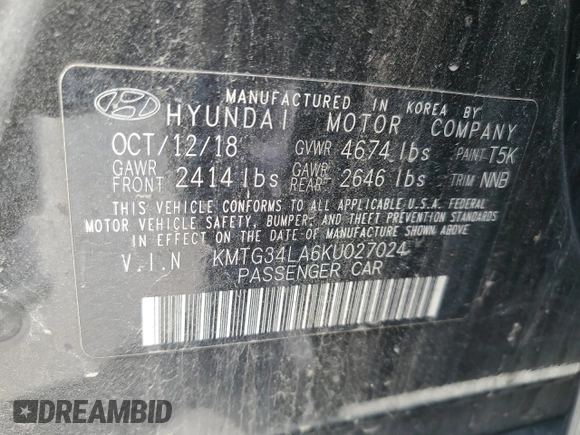 MANUFACTURED IN KOREA BY
HYUNDAI MOTOR COMPANY
OCT/12/18 GVWR 4674 lbs PAINT T5K
GAWR FRONT 2414 lbs GAWR REAR 2646 lbs TRIM NNB
THIS VEHICLE CONFORMS TO ALL APPLICABLE U.S.A. FEDERAL
MOTOR VEHICLE SAFETY, BUMPER, AND THEFT PREVENTION STANDARDS
IN EFFECT ON THE DATE OF MANUFACTURE SHOWN ABOVE.
V.I.N KMTG34LA6KU027024
PASSENGER CAR
DREAMBID